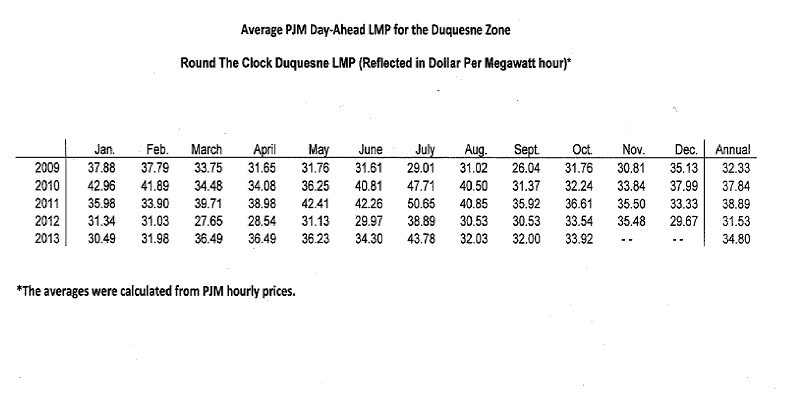 Average PJM Day-Ahead LMP for the Duquesne Zone
Round The Clock Duquesne LMP (Reflected in Dollar Per Megawatt hour)*
Jan. Feb. March April May June July Aug. Sept. Oct. Nov. Dec. Annual
2009 37.88 37.79 33.75 31.65 31.76 31.61 29.01 31.02 26.04 31.76 30.81 35.13 32.33
2010 42.96 41.89 34.48 34.08 36.25 40.81 47.71 40.50 31.37 32.24 33.84 37.99 37.84
2011 35.98 33.90 39.71 38.98 42.41 42.26 50.65 40.85 35.92 36.61 35.50 33.33 38.89
2012 31.34 31.03 27.65 28.54 31.13 29.97 38.89 30.53 30.53 33.54 35.48 29.67 31.53
2013 30.49 31.98 36.49 36.49 36.23 34.30 43.78 32.03 32.00 33.92 -- -- 34.80
*The averages were calculated from PJM hourly prices.